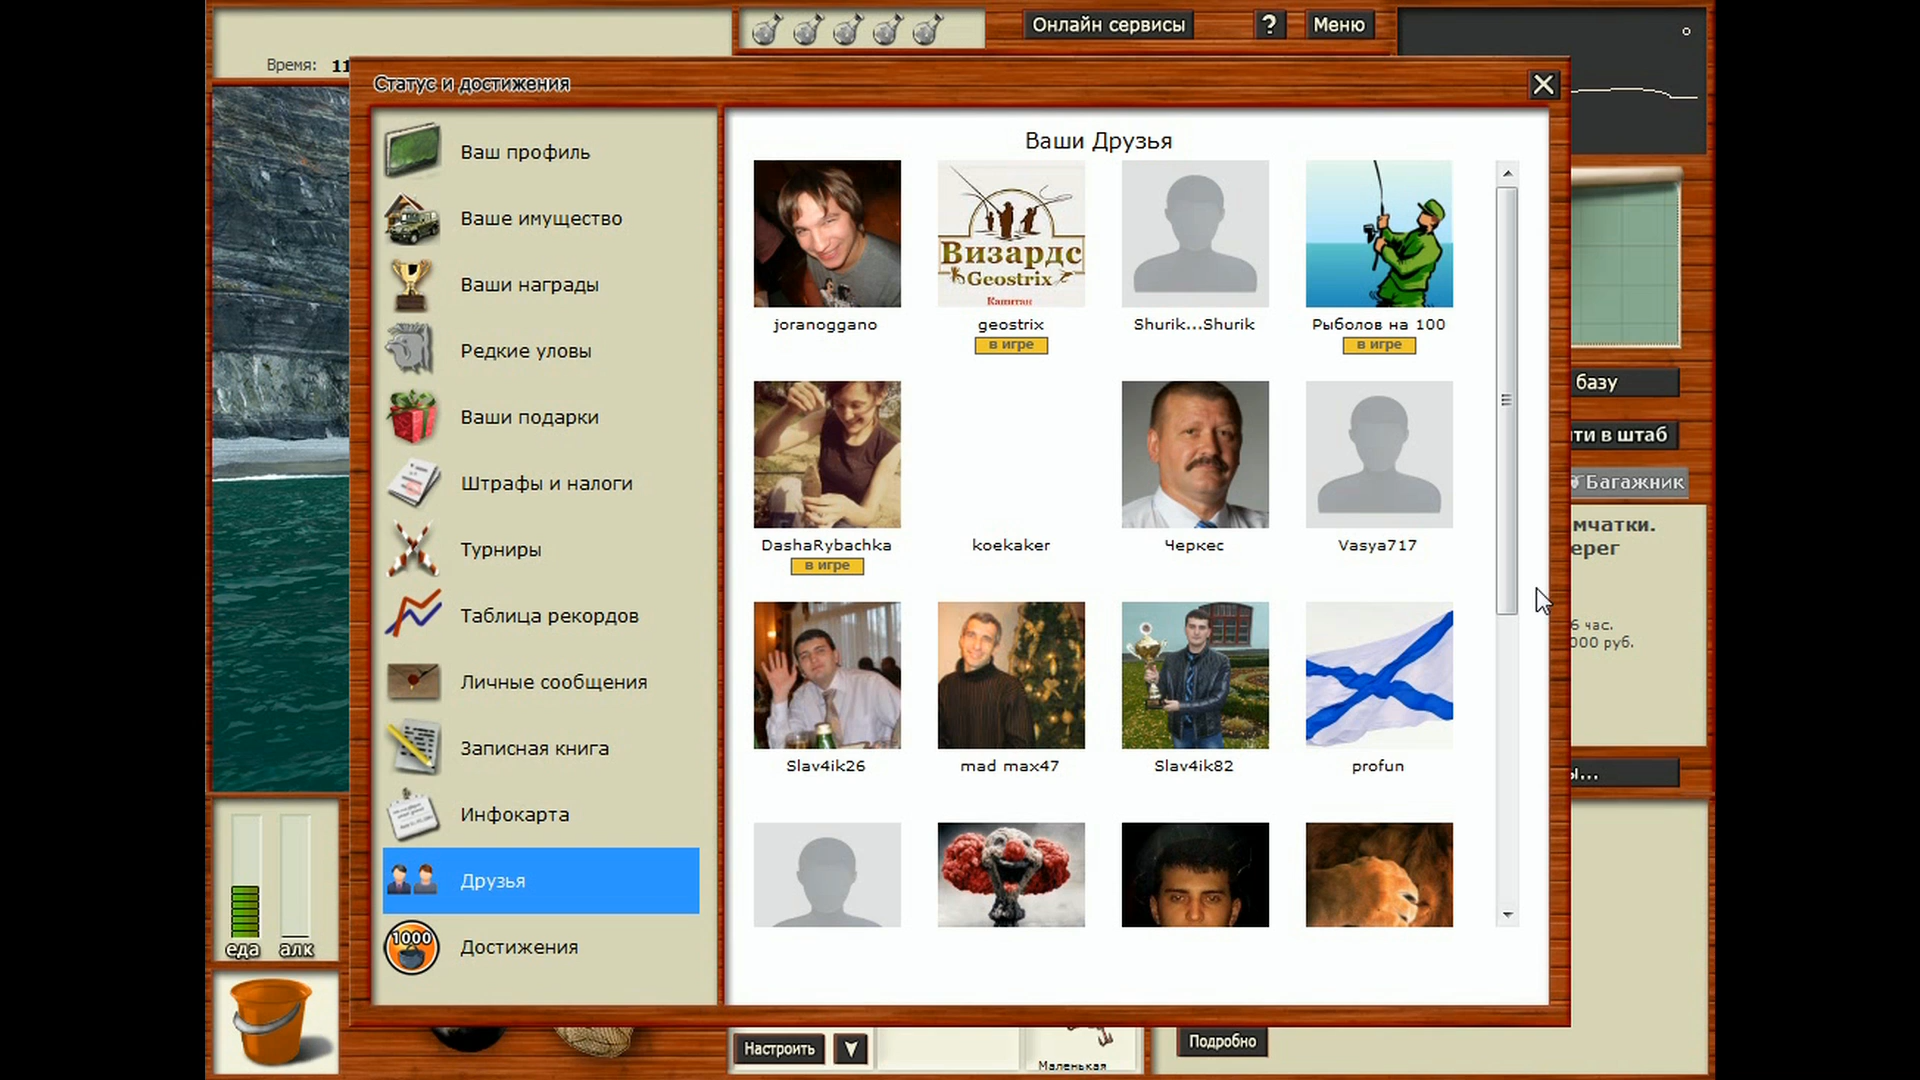 Онлайн сервисы
?
Меню
Время: 11
Статус и достижения
Ваш профиль
Ваше имущество
Ваши награды
Редкие уловы
Ваши подарки
Штрафы и налоги
Турниры
Таблица рекордов
Личные сообщения
Записная книга
Инфокарта
Друзья
1000
Достижения
Ваши Друзья
Визардс
Geostrix
Капитан
joranoggano
geostrix
в игре
Shurik...Shurik
Рыболов на 100
в игре
DashaRybachka
в игре
koekaker
Черкес
Vasya717
Slav4ik26
mad max47
Slav4ik82
profun
базу
ти в штаб
Багажник
мчатки.
ерег
6 час.
000 руб.
ы...
еда
алк
Настроить
Маленькая
Подробно